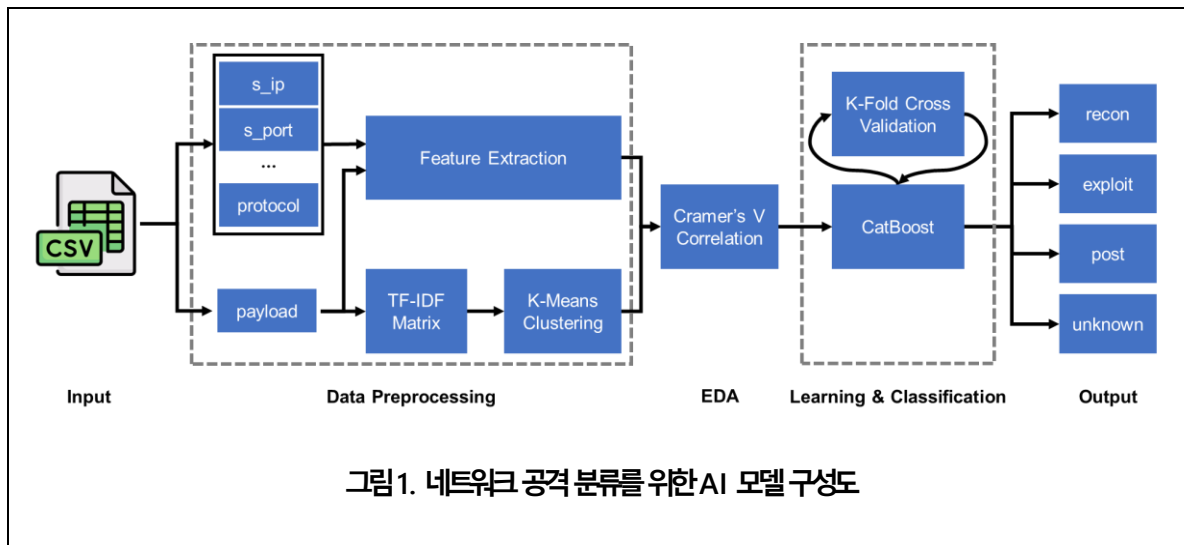 s_ip
s_port
...
protocol
payload
CSV
Feature Extraction
TF-IDF
Matrix
K-Means
Clustering
Cramer's V
Correlation
K-Fold Cross
Validation
CatBoost
recon
exploit
post
unknown
Input
Data Preprocessing
EDA
Learning & Classification
Output
그림1. 네트워크 공격 분류를 위한 AI 모델 구성도